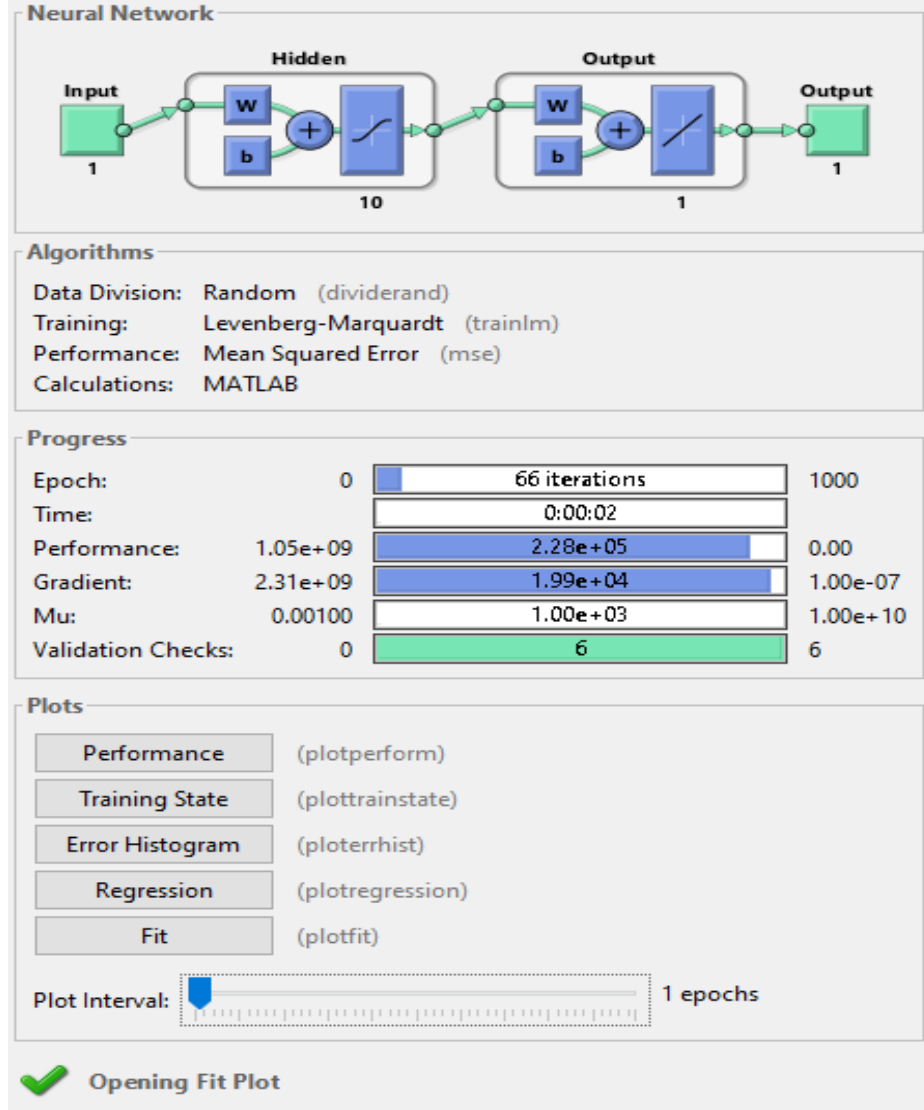 Neural Network
Hidden
Output
Input
Output
W
W
+
+
b
b
1
1
10
1
Algorithms
Data Division: Random (dividerand)
Training: Levenberg-Marquardt (trainlm)
Performance: Mean Squared Error (mse)
Calculations: MATLAB
Progress
Epoch: 0 66 iterations 1000
Time: 0:00:02
Performance: 1.05e+09 2.28e+05 0.00
Gradient: 2.31e+09 1.99e+04 1.00e-07
Mu: 0.00100 1.00e+03 1.00e+10
Validation Checks: 0 6 6
Plots
Performance (plotperform)
Training State (plottrainstate)
Error Histogram (ploterrhist)
Regression (plotregression)
Fit (plotfit)
Plot Interval: 1 epochs
Opening Fit Plot